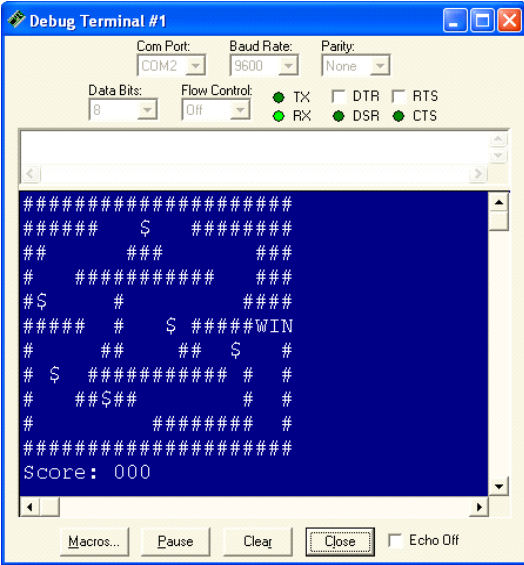 Debug Terminal #1
Com Port: Baud Rate: Parity:
COM2 9600 None
Data Bits: Flow Control: TX DTR RTS
8 Off RX DSR CTS
#####################
######   $   ########
##      ###       ###
#   ###########   ###
#$     #         ####
#####  #   $ #####WIN
#     ##    ##  $   #
# $  ########### #  #
#   ##$##        #  #
#         ########  #
#####################
Score: 000
Macros... Pause Clear Close Echo Off